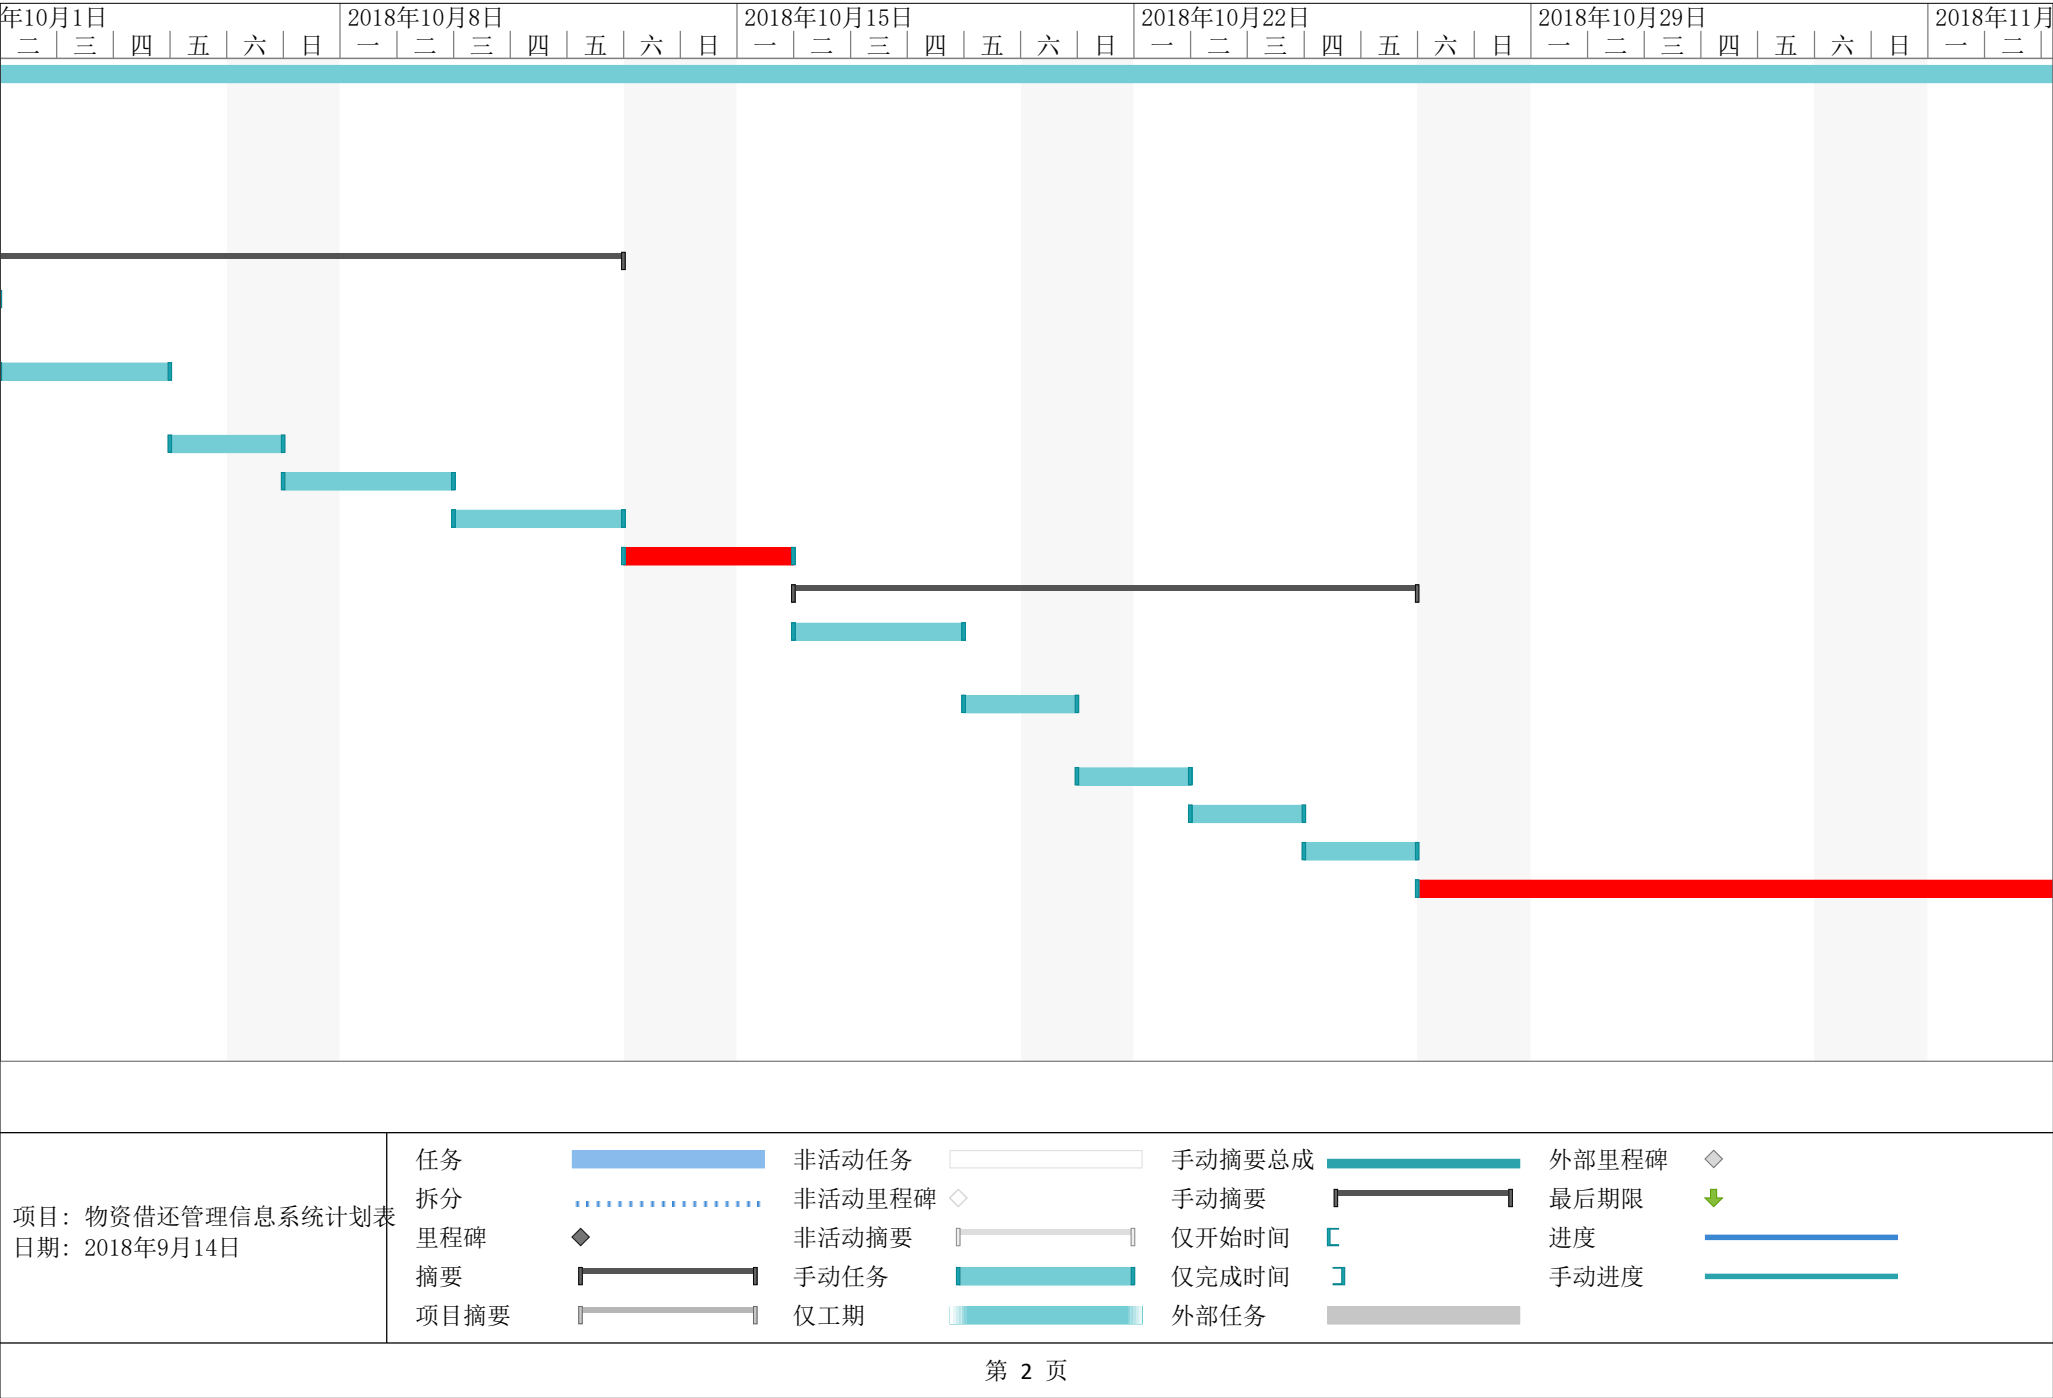 年10月1日 2018年10月8日 2018年10月15日 2018年10月22日 2018年10月29日 2018年11月
二 三 四 五 六 日 一 二 三 四 五 六 日 一 二 三 四 五 六 日 一 二 三 四 五 六 日 一 二 三 四 五 六 日 一 二
项目: 物资借还管理信息系统计划表
日期: 2018年9月14日
任务 非活动任务 手动摘要总成 外部里程碑
拆分 非活动里程碑 手动摘要 最后期限
里程碑 非活动摘要 仅开始时间 进度
摘要 手动任务 仅完成时间 手动进度
项目摘要 仅工期 外部任务
第 2 页